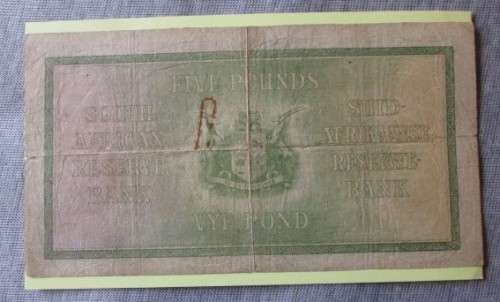 FIVE POUNDS
SOUTH
AFRICAN
RESERVE
BANK.
SUID-
AFRIKAANSE
RESERWE-
BANK
VYF POND